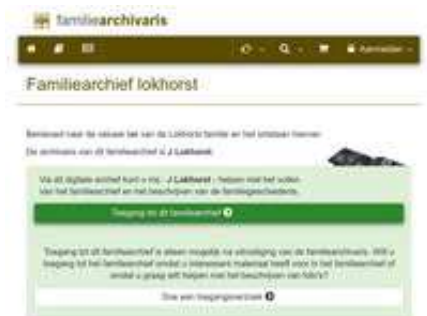 familiearchivaris
Aanmelden
Familiearchief lokhorst
Benieuwd naar de nieuwe tak van de Lokhorst familie en het ontstaan hiervan
De archivaris van dit familiearchief is J Lokhorst.
Via dit digitale archief kunt u mij, J Lokhorst, helpen met het vullen
van het familiearchief en het beschrijven van de familiegeschiedenis.
Toegang tot dit familiearchief
Toegang tot dit familiearchief is alleen mogelijk na uitnodiging van de familiearchivaris. Wilt u
toegang tot het familiearchief omdat u interessant materiaal heeft voor in het familiearchief of
omdat u graag wilt helpen met het beschrijven van foto's?
Doe een toegangsverzoek